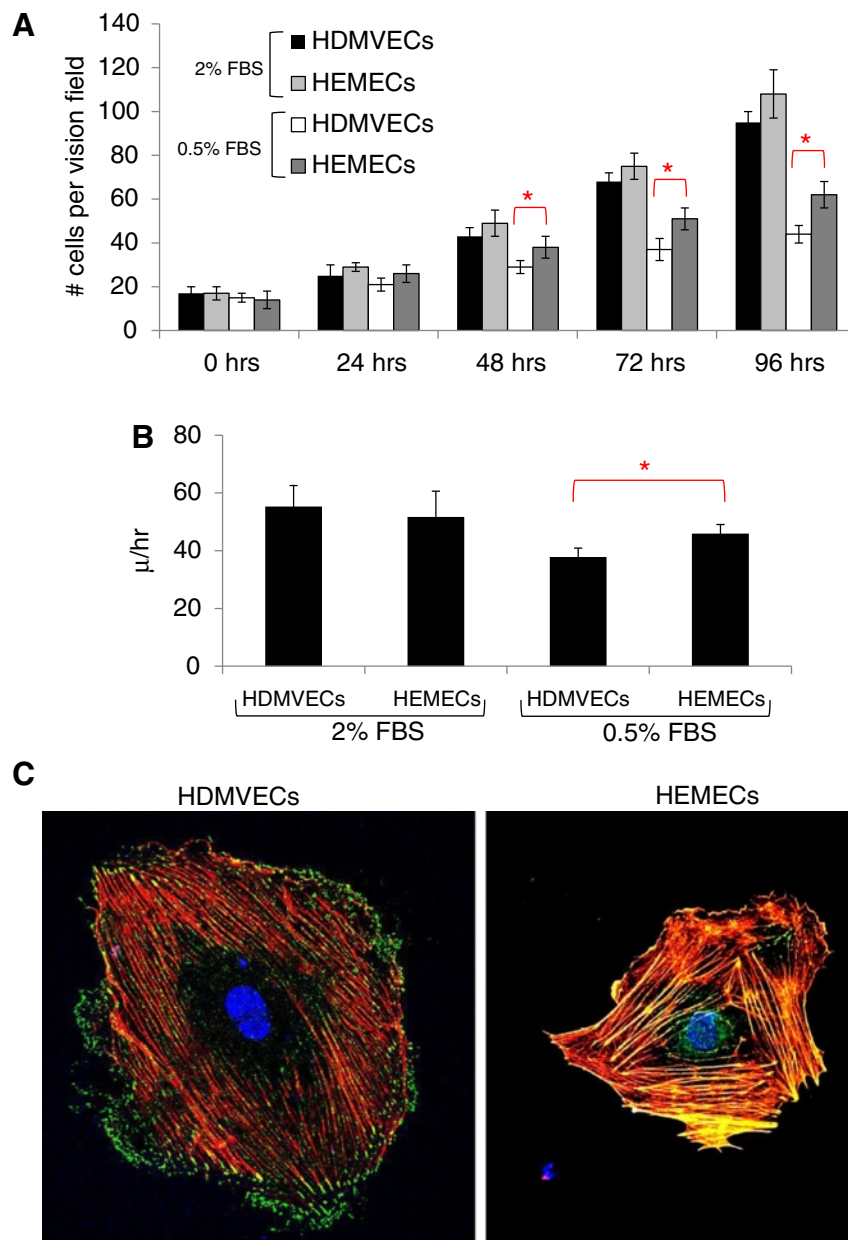 A
140
120
100
80
60
40
20
0
# cells per vision field
2% FBS
HDMVECs
HEMECs
0.5% FBS
HDMVECs
HEMECs
*
*
*
0 hrs 24 hrs 48 hrs 72 hrs 96 hrs
B
80
60
40
20
0
μ/hr
*
HDMVECs HEMECs HDMVECs HEMECs
2% FBS 0.5% FBS
C
HDMVECs HEMECs